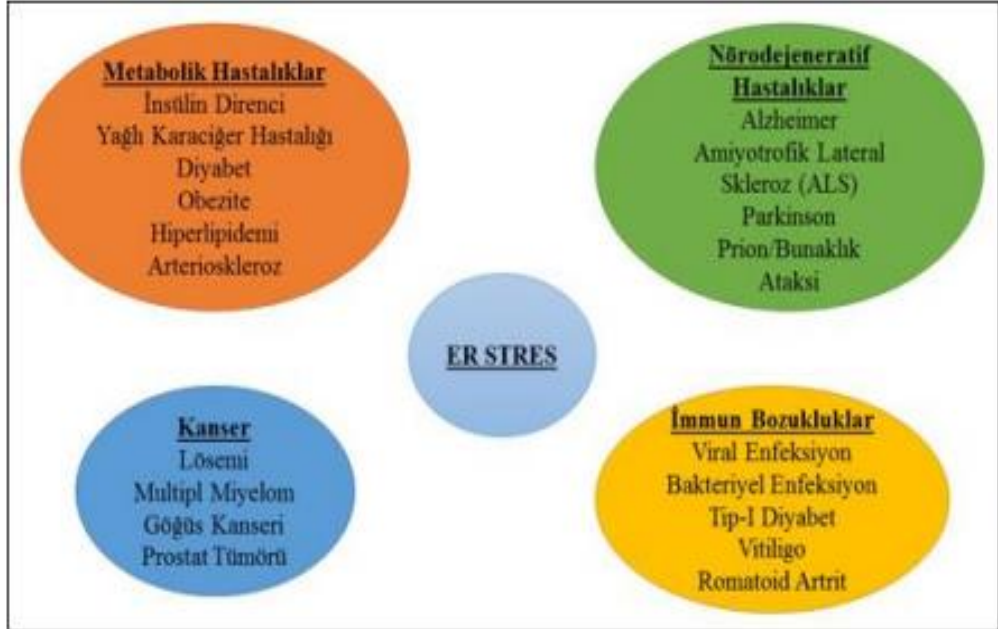 Metabolik Hastalıklar
İnsülin Direnci
Yağlı Karaciğer Hastalığı
Diyabet
Obezite
Hiperlipidemi
Arterioskleroz
Nörodejeneratif
Hastalıklar
Alzheimer
Amiyotrofik Lateral
Skleroz (ALS)
Parkinson
Prion/Bunaklık
Ataksi
ER STRES
Kanser
Lösemi
Multipl Miyelom
Göğüs Kanseri
Prostat Tümörü
İmmun Bozukluklar
Viral Enfeksiyon
Bakteriyel Enfeksiyon
Tip-I Diyabet
Vitiligo
Romatoid Artrit